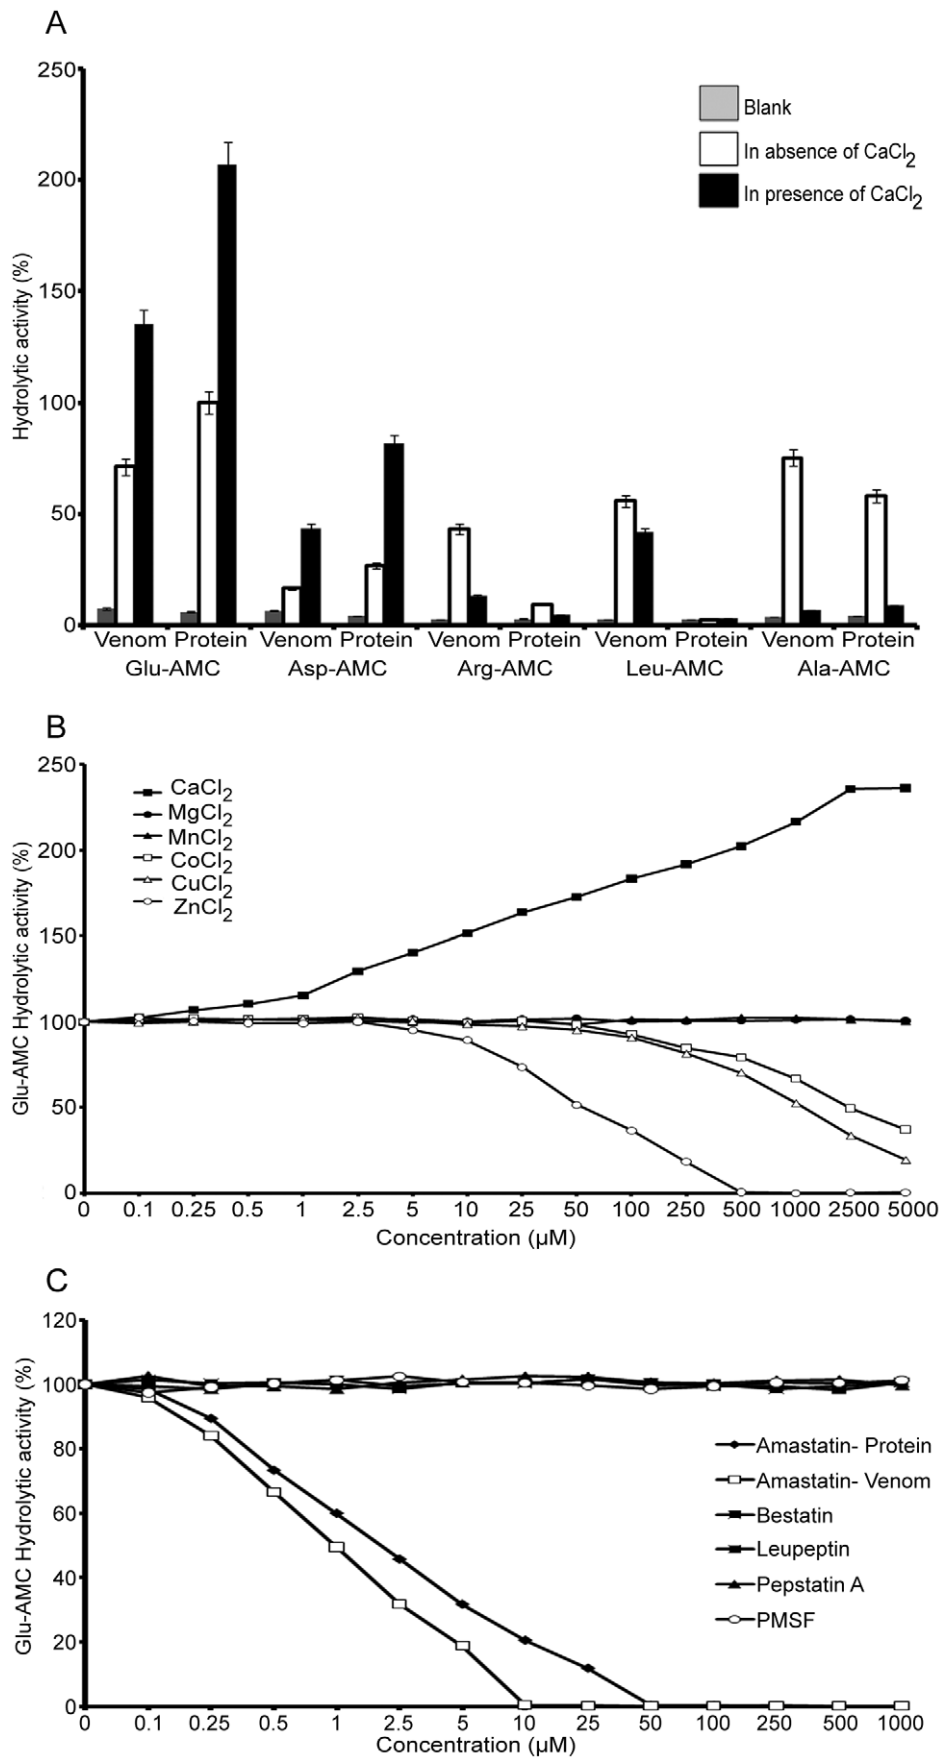 A
250
200
150
100
50
0
Hydrolytic activity (%)
Blank
In absence of CaCl2
In presence of CaCl2
Venom Protein Venom Protein Venom Protein Venom Protein Venom Protein
Glu-AMC Asp-AMC Arg-AMC Leu-AMC Ala-AMC
B
250
200
150
100
50
0
Glu-AMC Hydrolytic activity (%)
CaCl2
MgCl2
MnCl2
CoCl2
CuCl2
ZnCl2
0 0.1 0.25 0.5 1 2.5 5 10 25 50 100 250 500 1000 2500 5000
Concentration (µM)
C
120
100
80
60
40
20
0
Glu-AMC Hydrolytic activity (%)
Amastatin- Protein
Amastatin- Venom
Bestatin
Leupeptin
Pepstatin A
PMSF
0 0.1 0.25 0.5 1 2.5 5 10 25 50 100 250 500 1000
Concentration (µM)